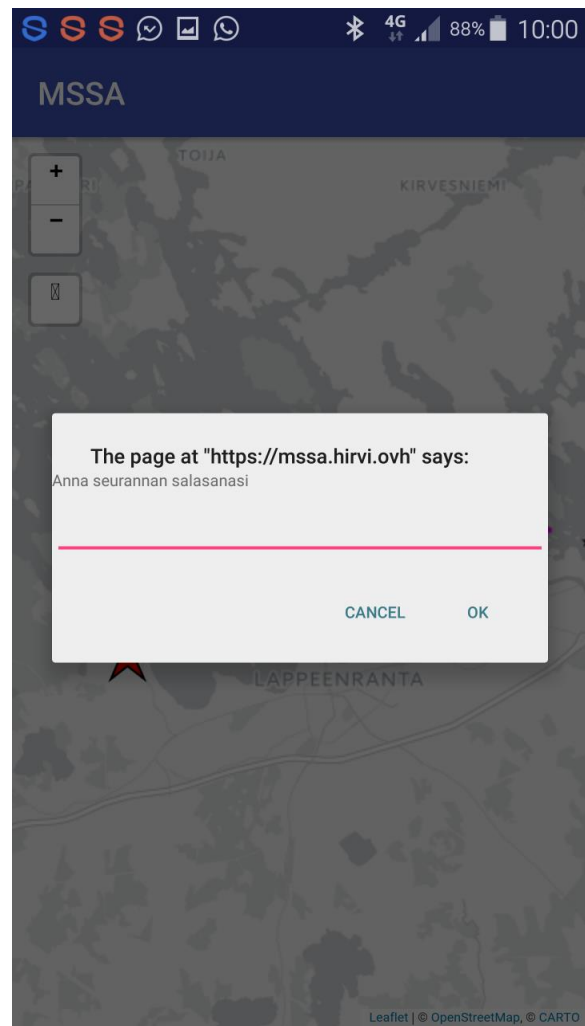 4G 88% 10:00
MSSA
+
TOIJA
KIRVESNIEMI
−
The page at "https://mssa.hirvi.ovh" says:
Anna seurannan salasanasi
CANCEL OK
LAPPEENRANTA
Leaflet | © OpenStreetMap, © CARTO